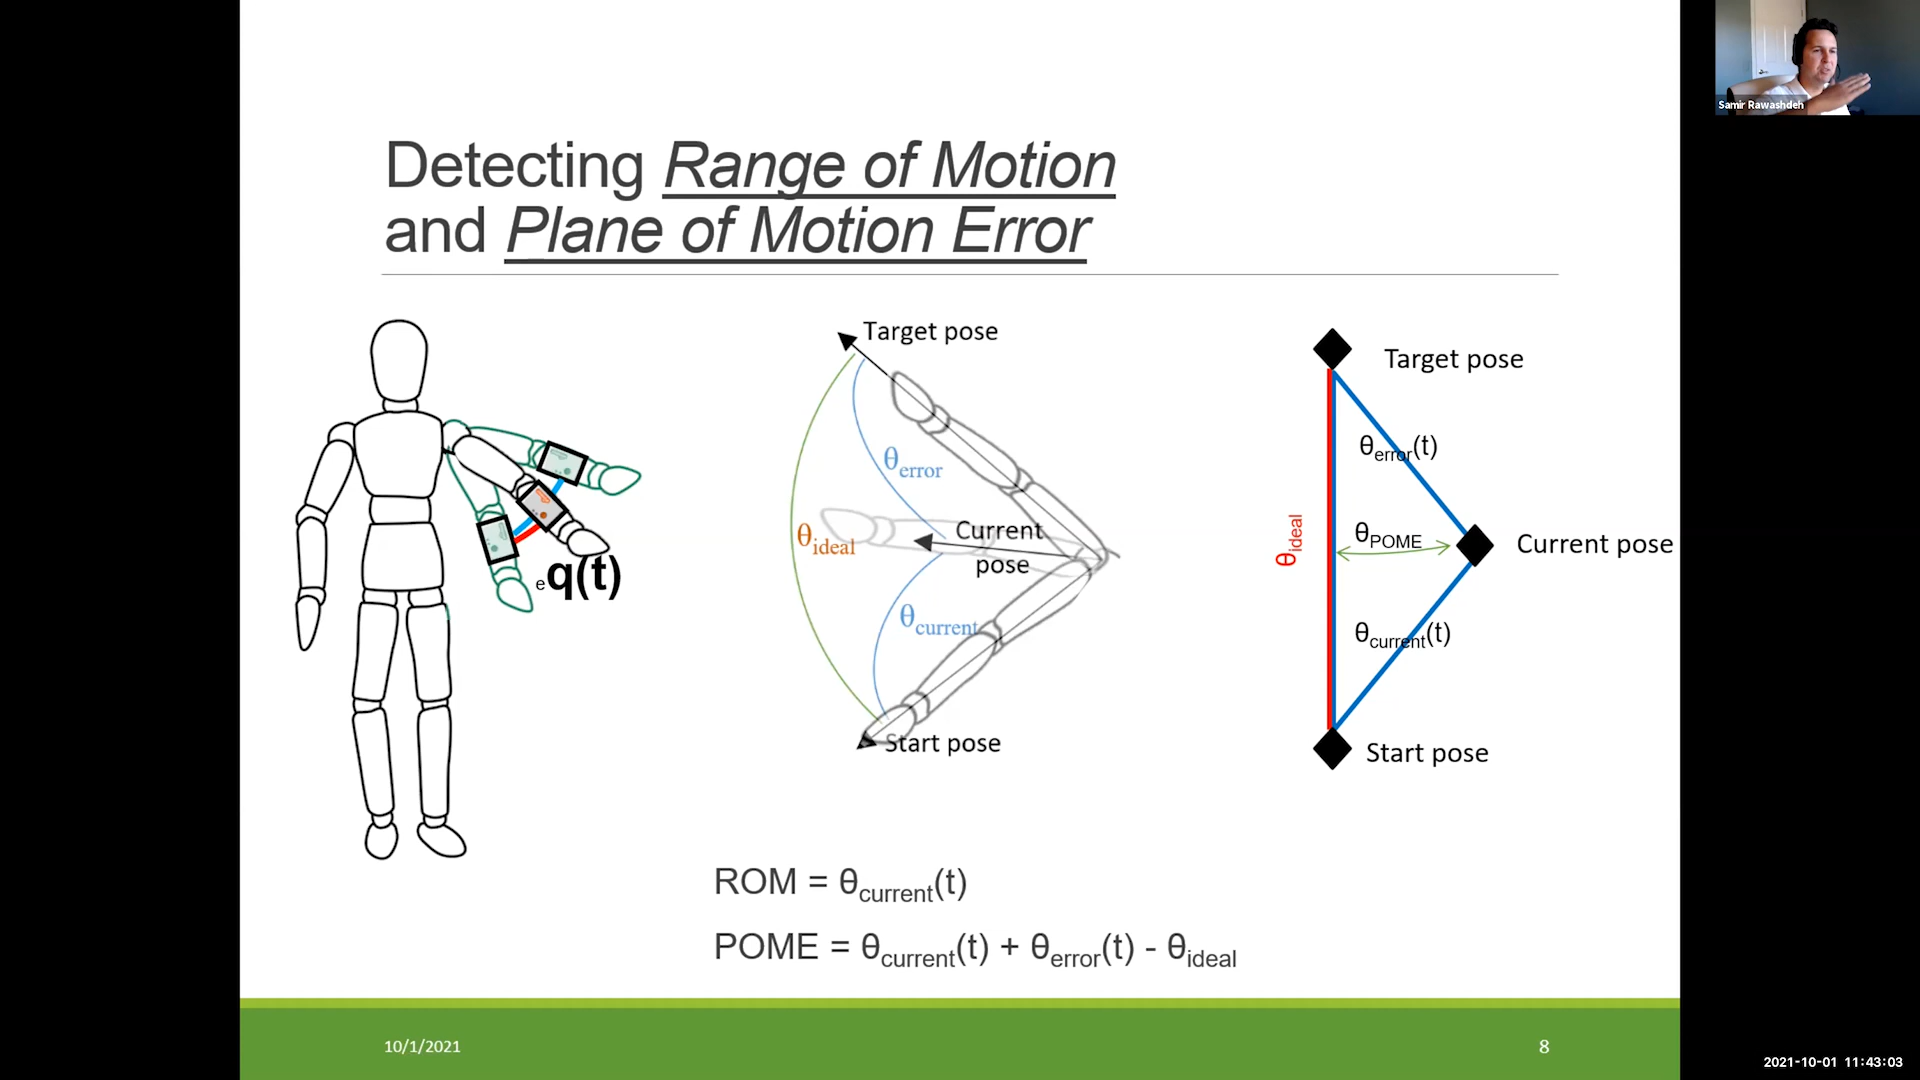 Samir Rawashdeh
Detecting Range of Motion
and Plane of Motion Error
Target pose
θerror
Current
pose
θideal
θcurrent
Start pose
eq(t)
Target pose
θerror(t)
θideal
θPOME
Current pose
θcurrent(t)
Start pose
ROM = θcurrent(t)
POME = θcurrent(t) + θerror(t) - θideal
10/1/2021
8
2021-10-01 11:43:03